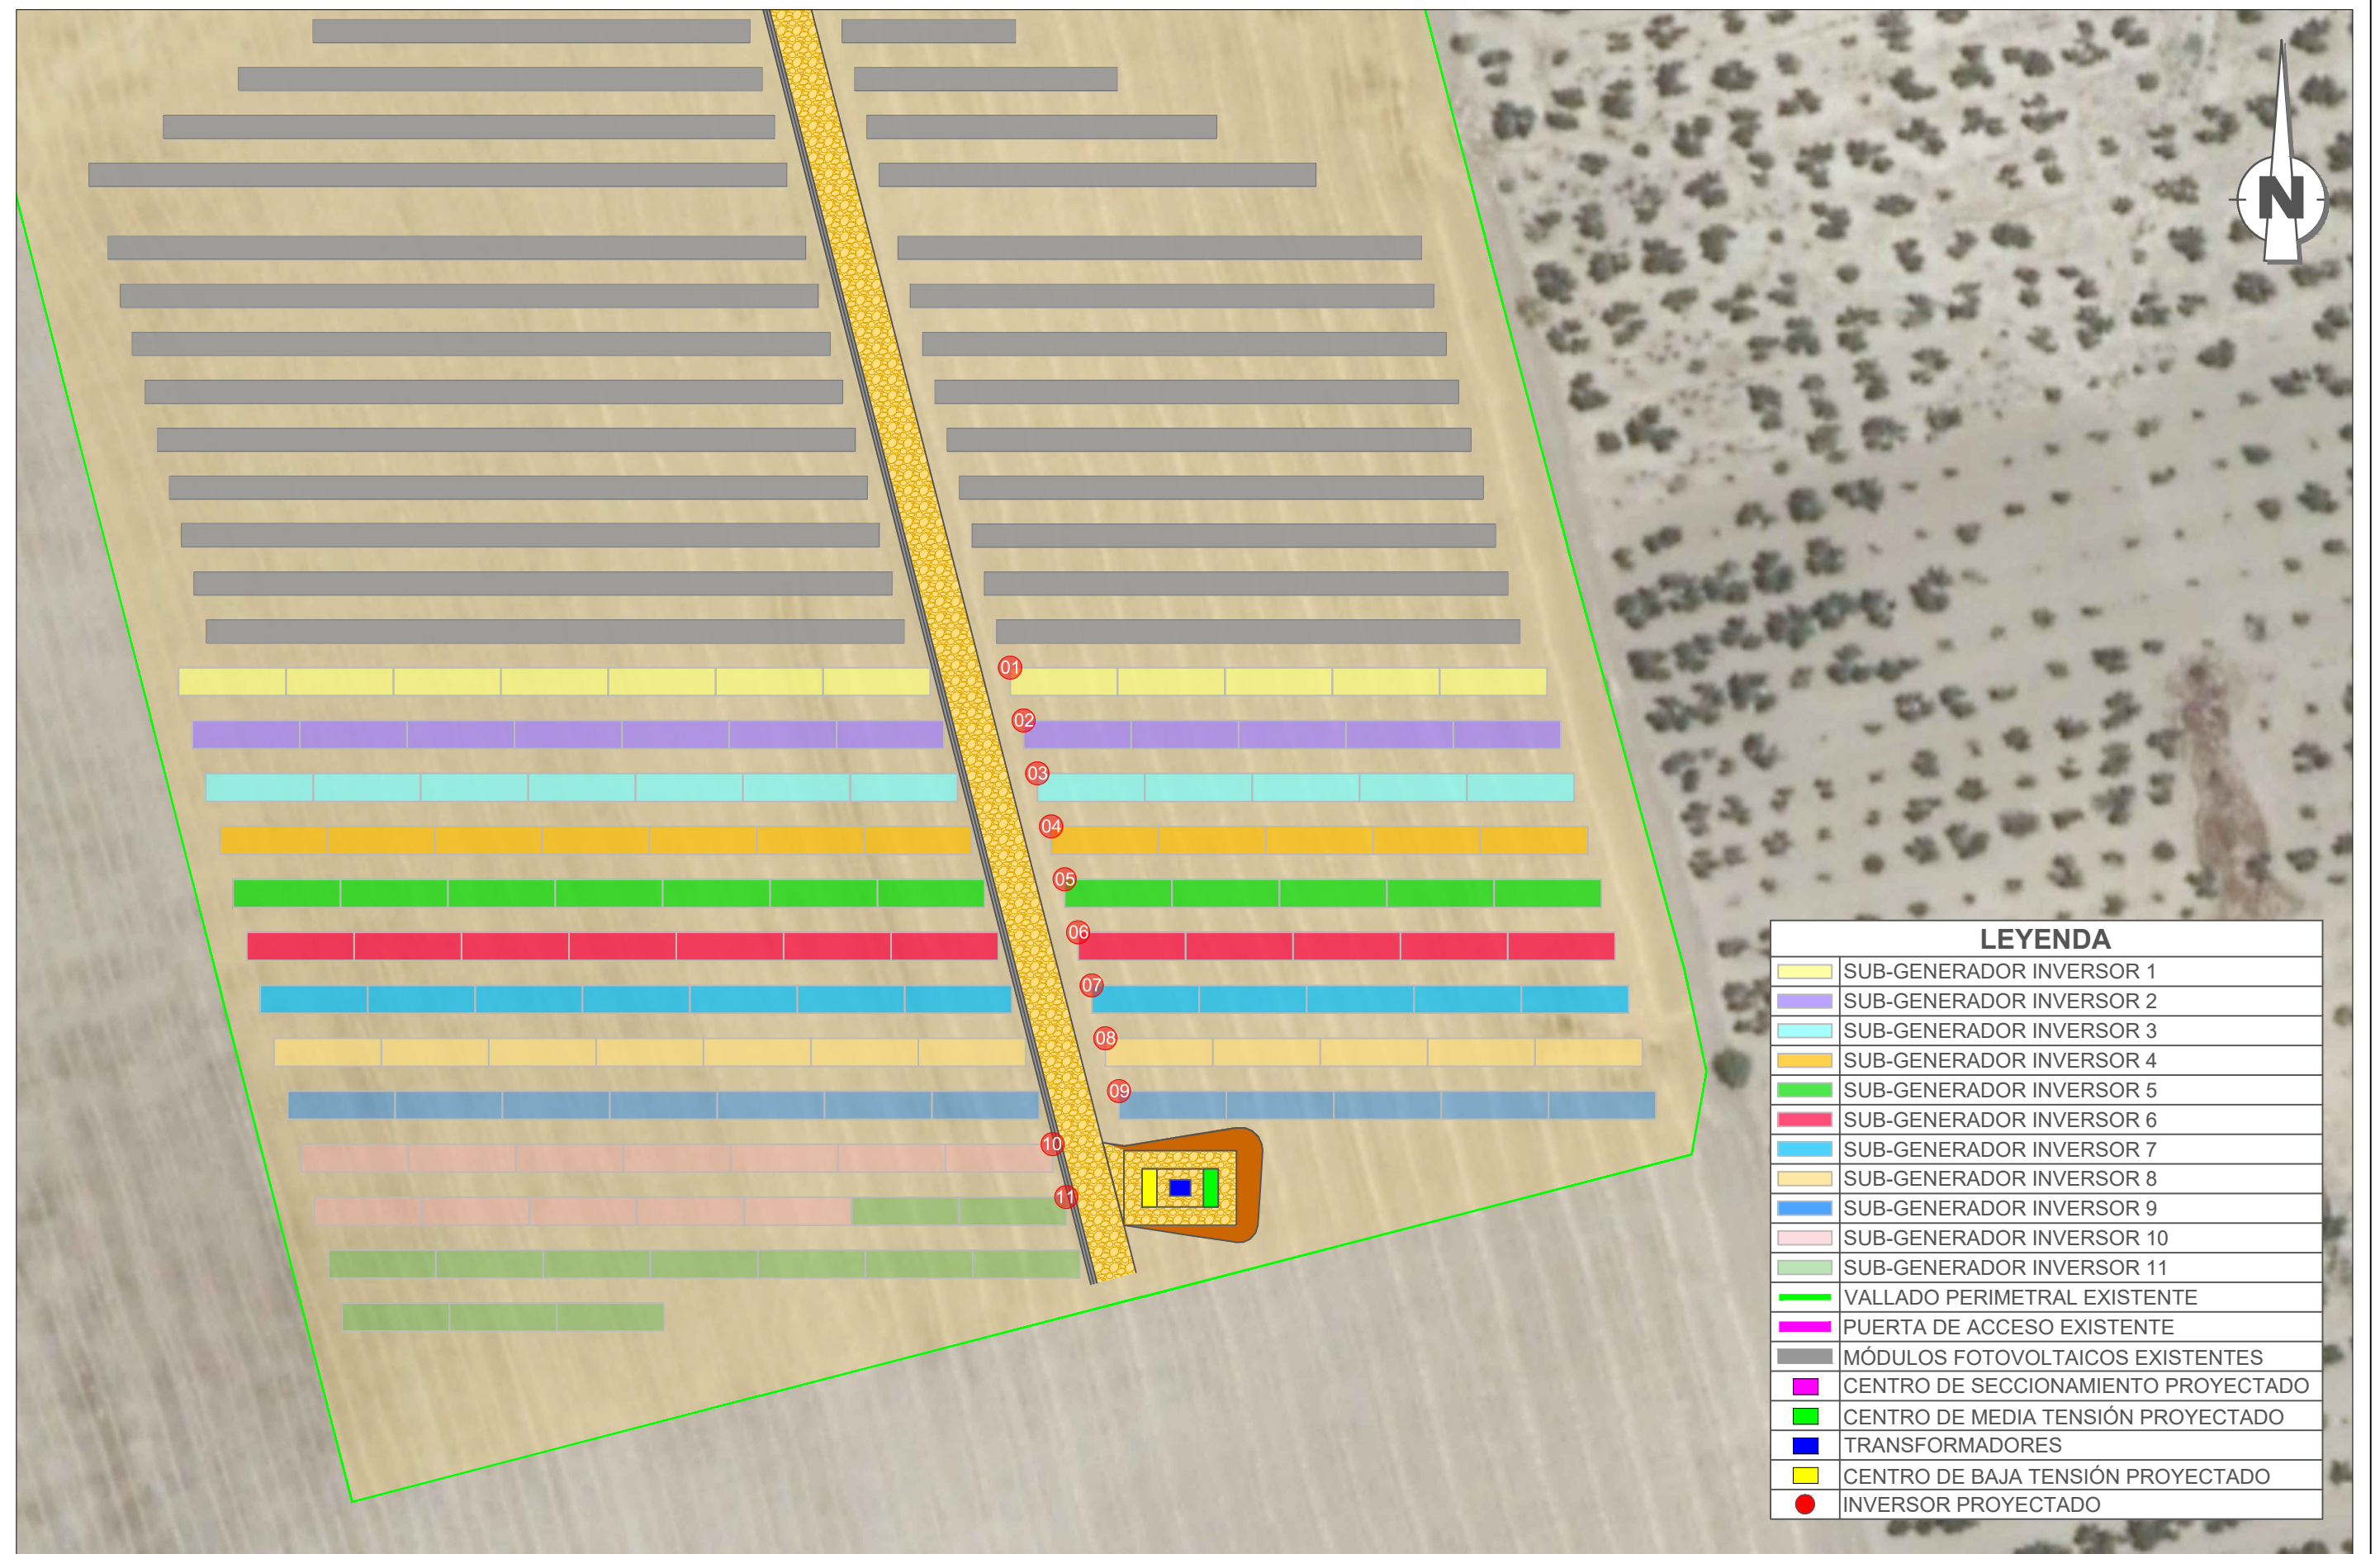 N
01
02
03
04
05
06
07
08
09
10
11
LEYENDA
SUB-GENERADOR INVERSOR 1
SUB-GENERADOR INVERSOR 2
SUB-GENERADOR INVERSOR 3
SUB-GENERADOR INVERSOR 4
SUB-GENERADOR INVERSOR 5
SUB-GENERADOR INVERSOR 6
SUB-GENERADOR INVERSOR 7
SUB-GENERADOR INVERSOR 8
SUB-GENERADOR INVERSOR 9
SUB-GENERADOR INVERSOR 10
SUB-GENERADOR INVERSOR 11
VALLADO PERIMETRAL EXISTENTE
PUERTA DE ACCESO EXISTENTE
MÓDULOS FOTOVOLTAICOS EXISTENTES
CENTRO DE SECCIONAMIENTO PROYECTADO
CENTRO DE MEDIA TENSIÓN PROYECTADO
TRANSFORMADORES
CENTRO DE BAJA TENSIÓN PROYECTADO
INVERSOR PROYECTADO